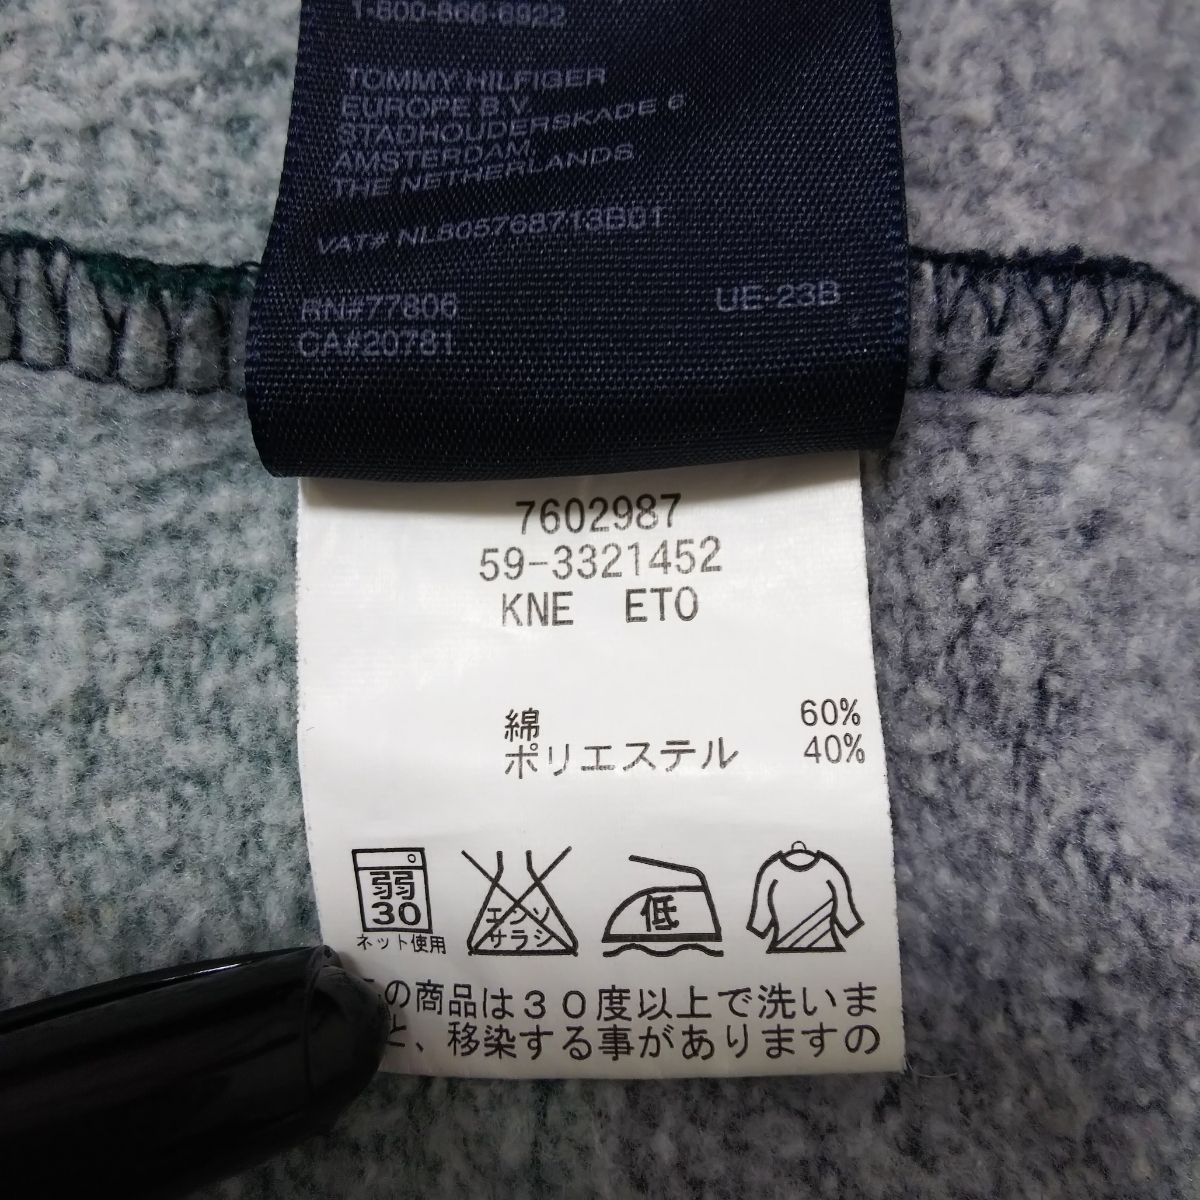 1-800-866-6922
TOMMY HILFIGER
EUROPE B.V.
STADHOUDERSKADE 6
AMSTERDAM
THE NETHERLANDS
VAT# NL805768713B01
RN#77806
UE-23B
CA#20781
7602987
59-3321452
KNE ETO
綿 60%
ポリエステル 40%
弱
30
ネット使用
エンソ
サラシ
低
の商品は30度以上で洗いま
と、移染する事がありますの